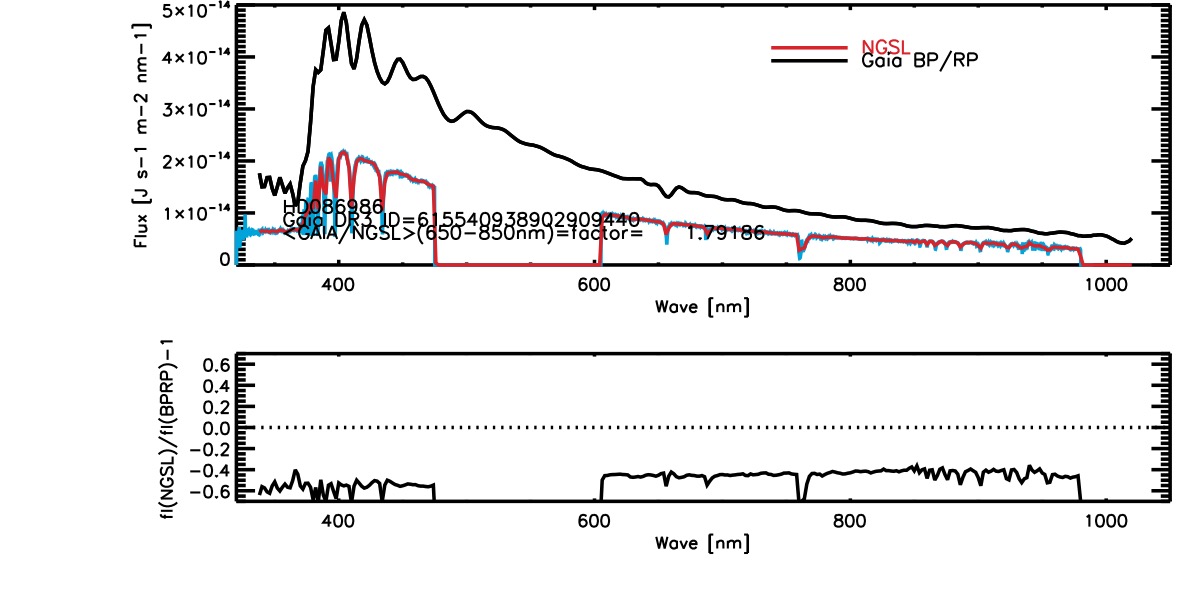 5×10−14
4×10−14
3×10−14
2×10−14
1×10−14
0
Flux [J s−1 m−2 nm−1]
NGSL
Gaia BP/RP
HD086986
Gaia DR3 ID=6155409389029094​40
<GAIA/NGSL>(650−850nm)=factor= 1.79186
400 600 800 1000
Wave [nm]
fl(NGSL)/fl(BPRP)−1
0.6
0.4
0.2
0.0
−0.2
−0.4
−0.6
400 600 800 1000
Wave [nm]